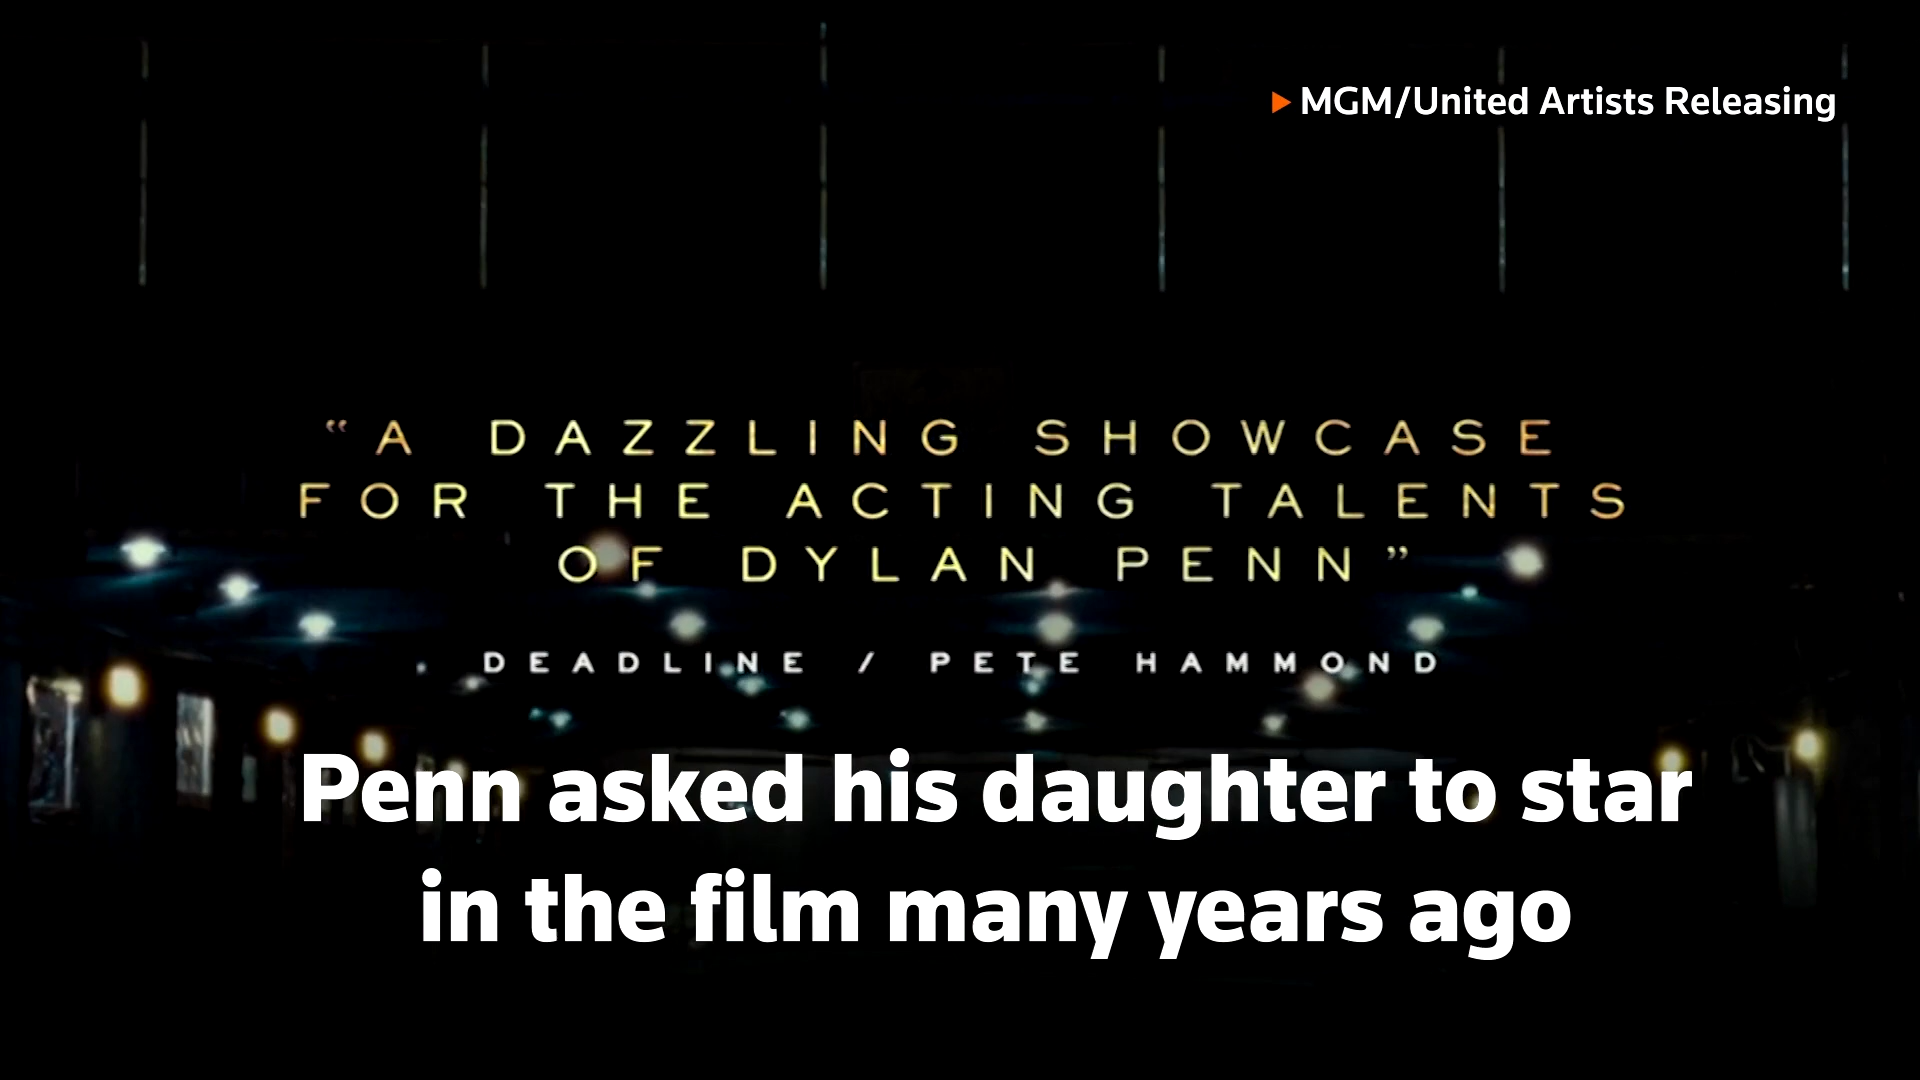 MGM/United Artists Releasing
“A DAZZLING SHOWCASE
FOR THE ACTING TALENTS
OF DYLAN PENN”
DEADLINE / PETE HAMMOND
Penn asked his daughter to star
in the film many years ago